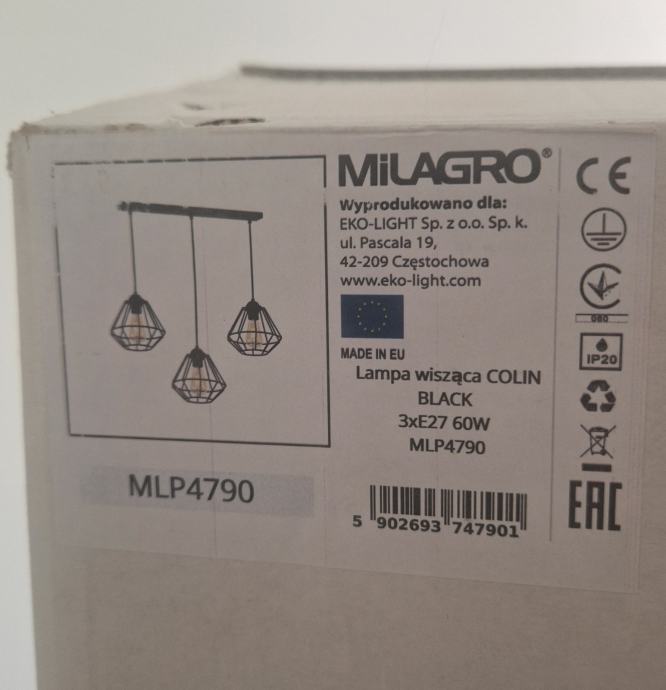 MiLAGRO®
Wyprodukowano dla:
EKO-LIGHT Sp. z o.o. Sp. k.
ul. Pascala 19,
42-209 Częstochowa
www.eko-light.com
MADE IN EU
Lampa wisząca COLIN
BLACK
3xE27 60W
MLP4790
MLP4790
5 902693 747901
CE
060
IP20
EAC